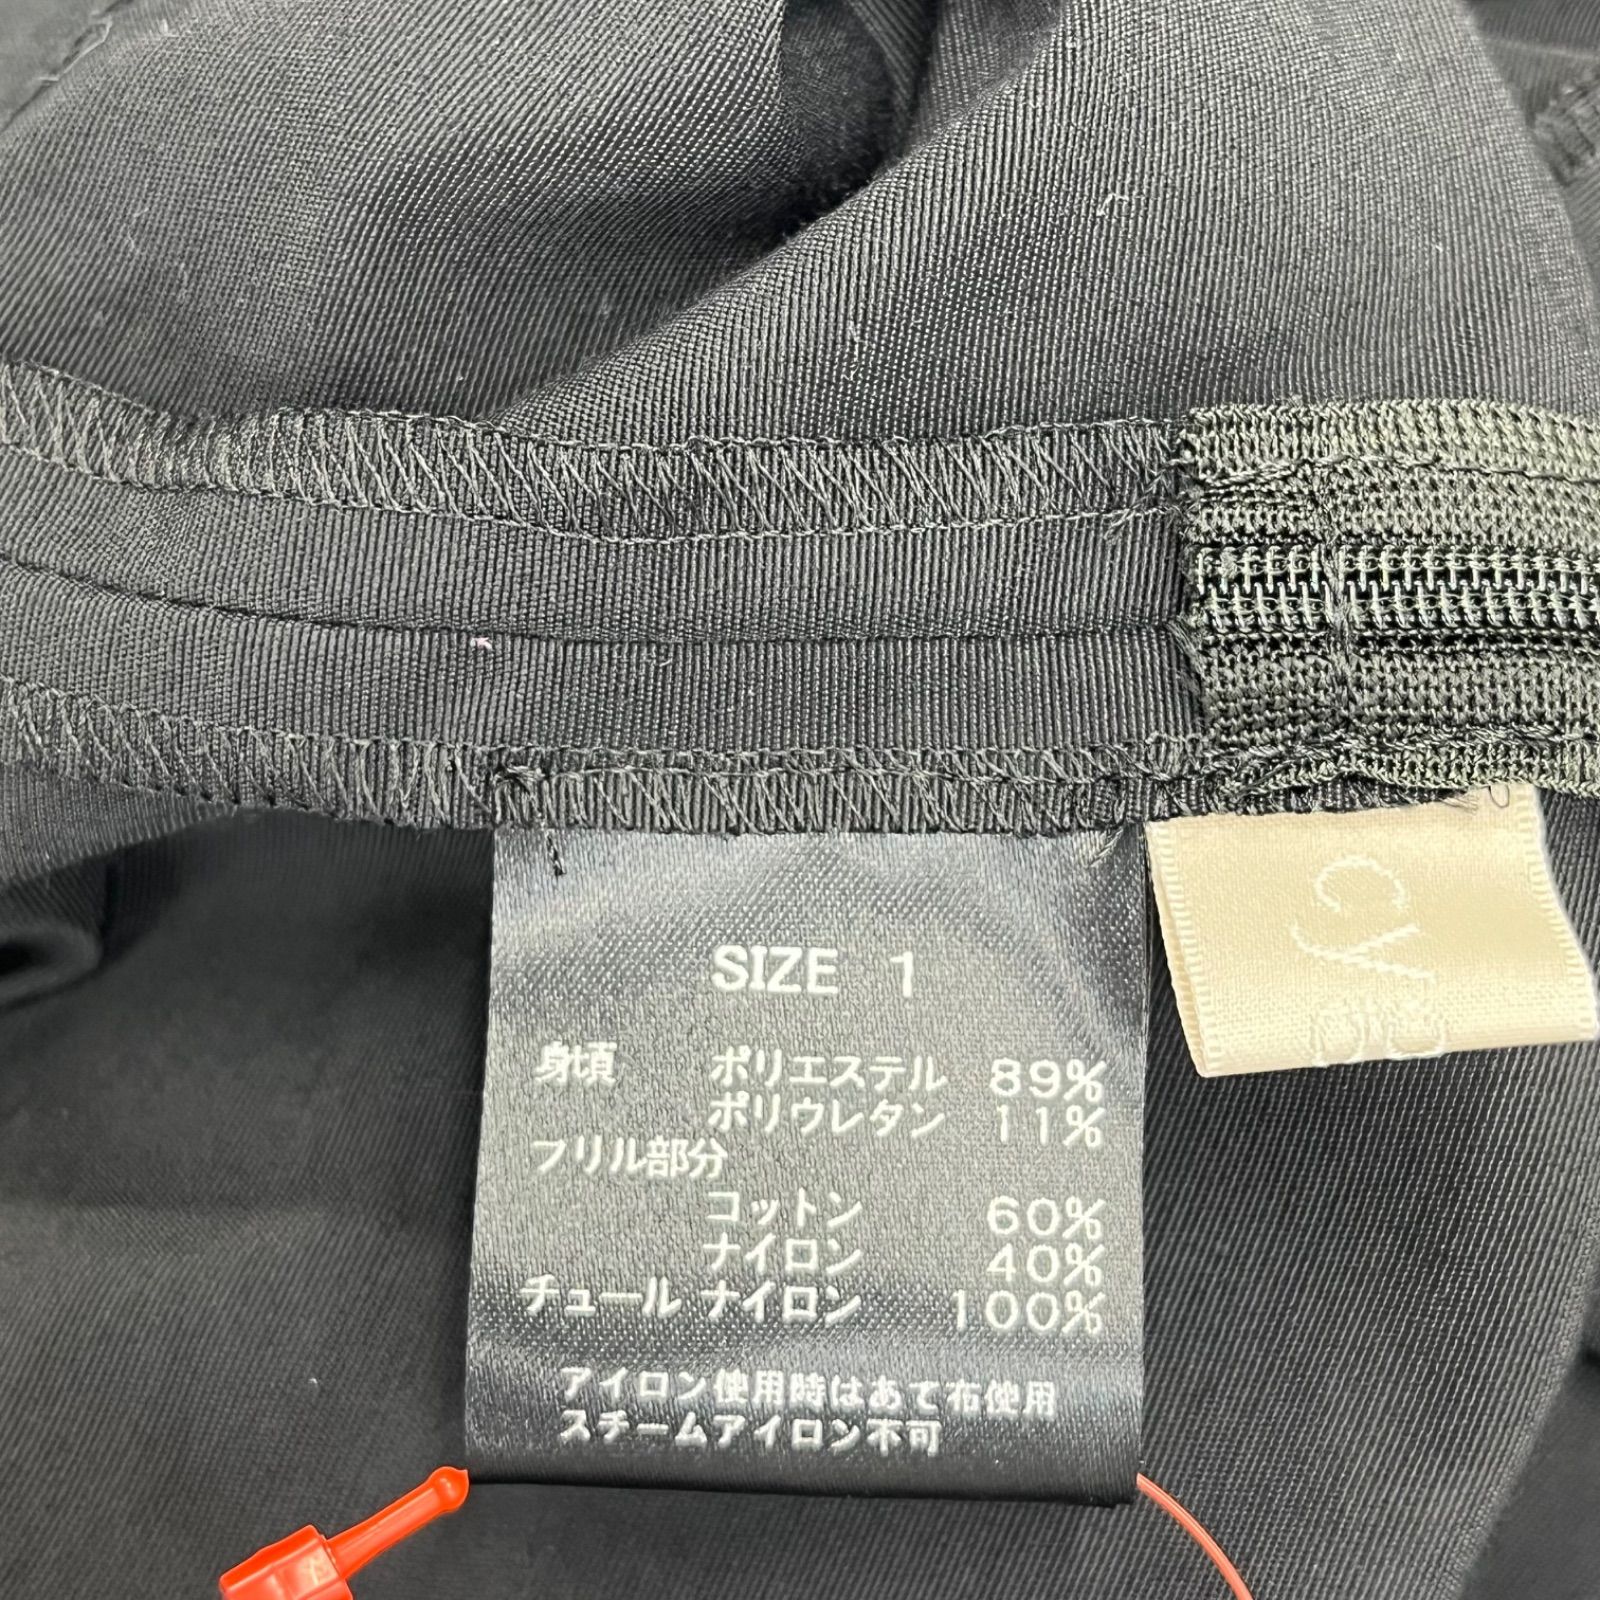 SIZE 1
身頃 ポリエステル 89%
ポリウレタン 11%
フリル部分
コットン 60%
ナイロン 40%
チュール ナイロン 100%
アイロン使用時はあて布使用
スチームアイロン不可